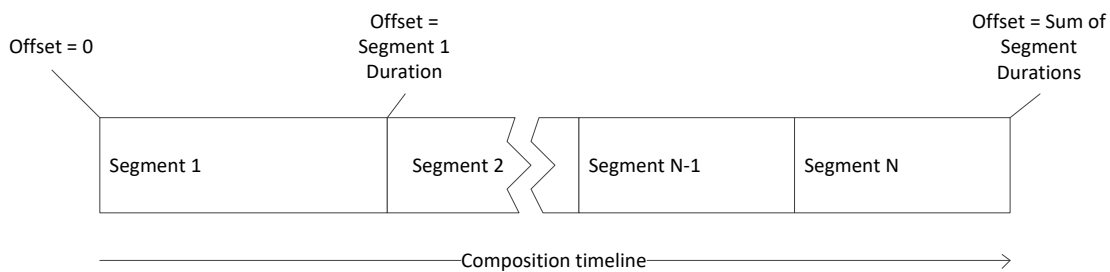 Offset = 0
Offset =
Segment 1
Duration
Offset = Sum of
Segment
Durations
Segment 1
Segment 2
Segment N-1
Segment N
Composition timeline